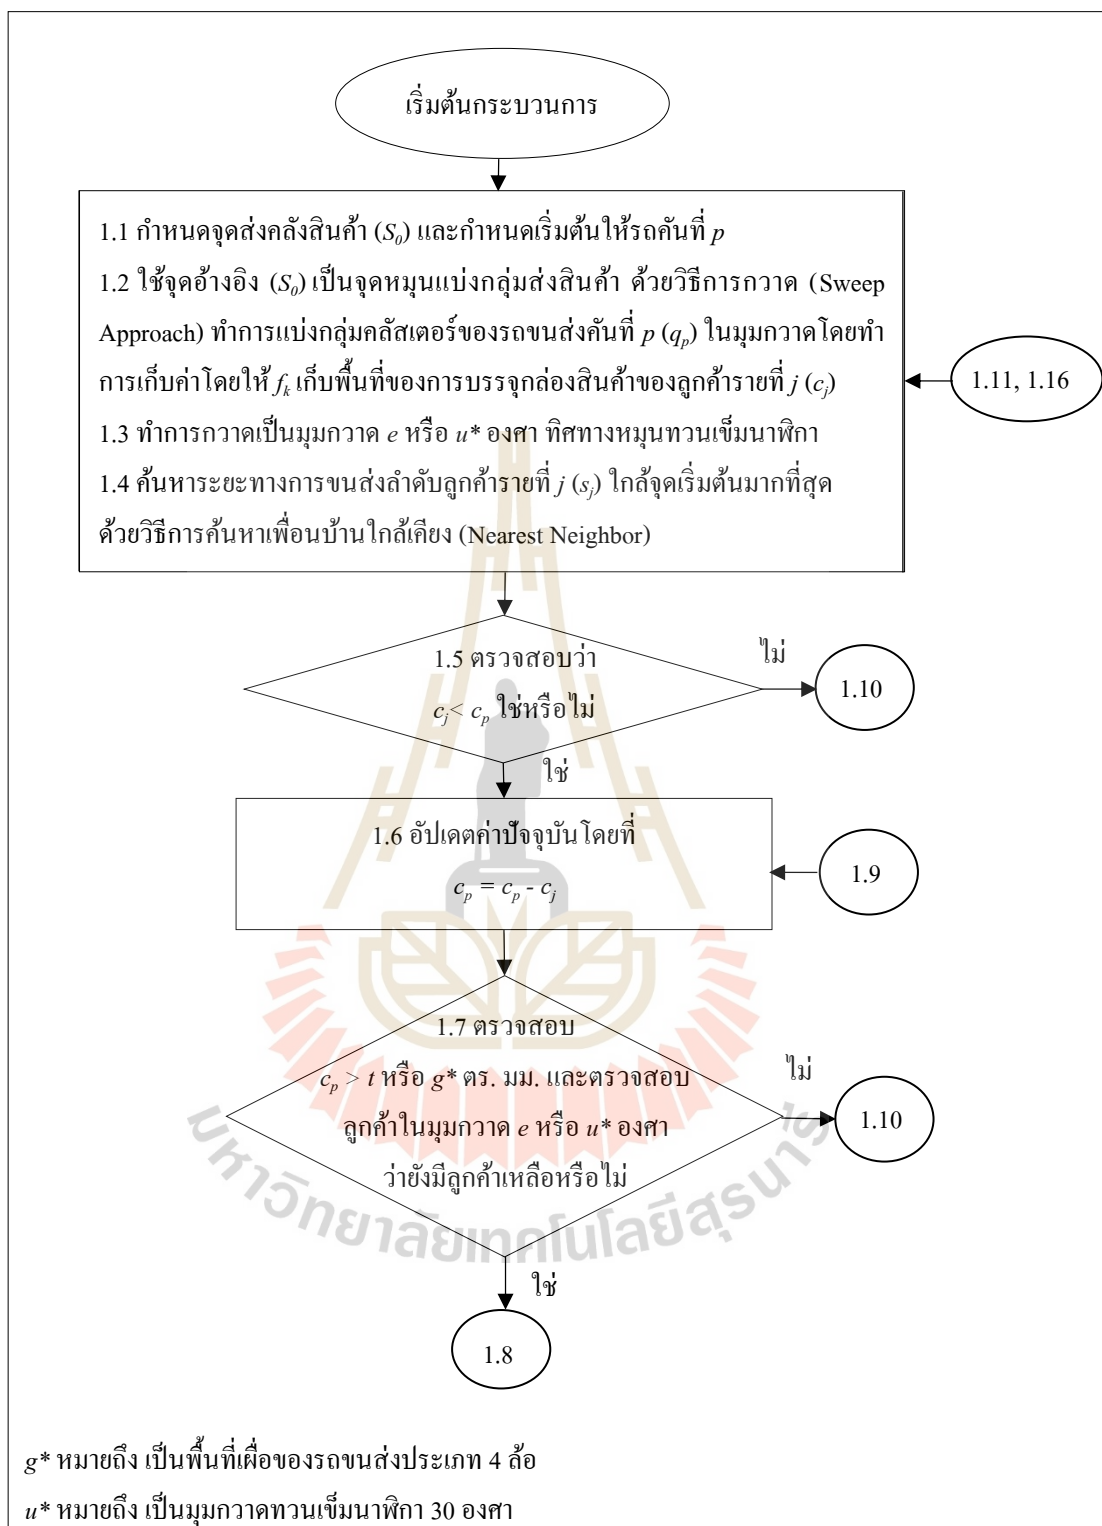 เริ่มต้นกระบวนการ
1.1 กำหนดจุดส่งคลังสินค้า (S0) และกำหนดเริ่มต้นให้รถคันที่ p
1.2 ใช้จุดอ้างอิง (S0) เป็นจุดหมุนแบ่งกลุ่มส่งสินค้า ด้วยวิธีการกวาด (Sweep
Approach) ทำการแบ่งกลุ่มคลัสเตอร์ของรถขนส่งคันที่ p (qp) ในมุมกวาดโดยทำ
การเก็บค่าโดยให้ fk เก็บพื้นที่ของการบรรจุกล่องสินค้าของลูกค้ารายที่ j (cj)
1.11, 1.16
1.3 ทำการกวาดเป็นมุมกวาด e หรือ u* องศา ทิศทางหมุนทวนเข็มนาฬิกา
1.4 ค้นหาระยะทางการขนส่งลำดับลูกค้ารายที่ j (sj) ใกล้จุดเริ่มต้นมากที่สุด
ด้วยวิธีการค้นหาเพื่อนบ้านใกล้เคียง (Nearest Neighbor)
1.5 ตรวจสอบว่า
cj < cp ใช่หรือไม่
ไม่
1.10
ใช่
1.6 อัปเดตค่าปัจจุบันโดยที่
cp = cp - cj
1.9
1.7 ตรวจสอบ
cp > t หรือ g* ตร. มม. และตรวจสอบ
ลูกค้าในมุมกวาด e หรือ u* องศา
ว่ายังมีลูกค้าเหลือหรือไม่
ไม่
1.10
มหาวิทยาลัยเทคโนโลยีสุรนารี
ใช่
1.8
g* หมายถึง เป็นพื้นที่เผื่อของรถขนส่งประเภท 4 ล้อ
u* หมายถึง เป็นมุมกวาดทวนเข็มนาฬิกา 30 องศา